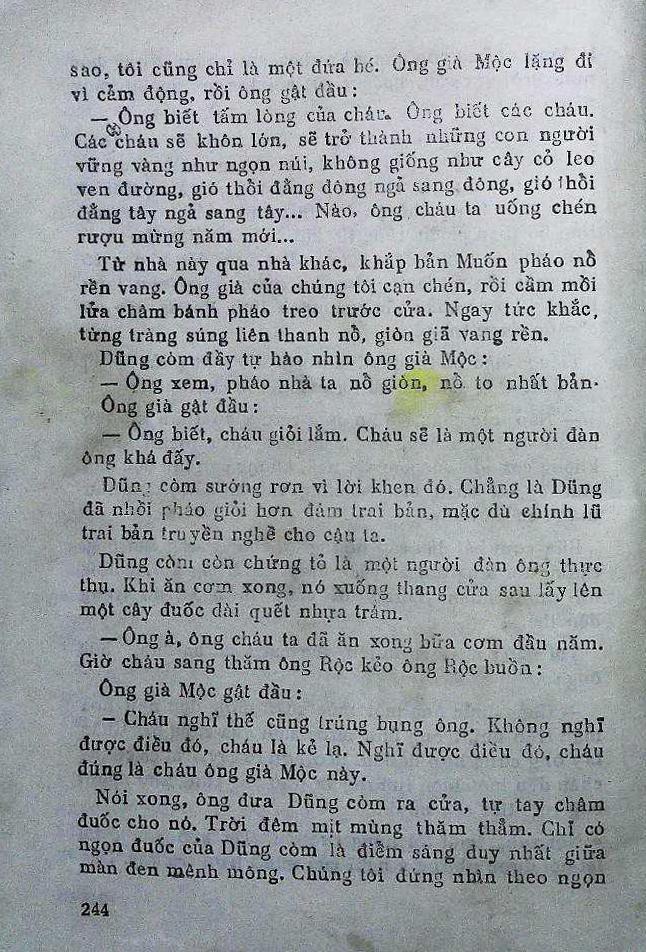 sao, tôi cũng chỉ là một đứa bé. Ông già Mộc lặng đi
vì cảm động, rồi ông gật đầu :
— Ông biết tấm lòng của cháu. Ông biết các cháu.
Các cháu sẽ khôn lớn, sẽ trở thành những con người
vững vàng như ngọn núi, không giống như cây cỏ leo
ven đường, gió thổi đằng đông ngả sang đông, gió thổi
đằng tây ngả sang tây... Nào, ông cháu ta uống chén
rượu mừng năm mới...
Từ nhà này qua nhà khác, khắp bản Muốn pháo nổ
rền vang. Ông già của chúng tôi cạn chén, rồi cầm mồi
lửa châm bánh pháo treo trước cửa. Ngay tức khắc,
từng tràng súng liên thanh nổ, giòn giã vang rền.
Dũng còm đầy tự hào nhìn ông già Mộc :
— Ông xem, pháo nhà ta nổ giòn, nổ to nhất bản.
Ông già gật đầu :
— Ông biết, cháu giỏi lắm. Cháu sẽ là một người đàn
ông khá đấy.
Dũng còm sướng rơn vì lời khen đó. Chẳng là Dũng
đã nhồi pháo giỏi hơn đám trai bản, mặc dù chính lũ
trai bản truyền nghề cho cậu ta.
Dũng còm còn chứng tỏ là một người đàn ông thực
thụ. Khi ăn cơm xong, nó xuống thang cửa sau lấy lên
một cây đuốc dài quết nhựa trám.
— Ông à, ông cháu ta đã ăn xong bữa cơm đầu năm.
Giờ cháu sang thăm ông Rộc kẻo ông Rộc buồn :
Ông già Mộc gật đầu :
— Cháu nghĩ thế cũng trúng bụng ông. Không nghĩ
được điều đó, cháu là kẻ lạ. Nghĩ được điều đó, cháu
đúng là cháu ông già Mộc này.
Nói xong, ông đưa Dũng còm ra cửa, tự tay châm
đuốc cho nó. Trời đêm mịt mùng thăm thẳm. Chỉ có
ngọn đuốc của Dũng còm là điểm sáng duy nhất giữa
màn đen mênh mông. Chúng tôi đứng nhìn theo ngọn
244